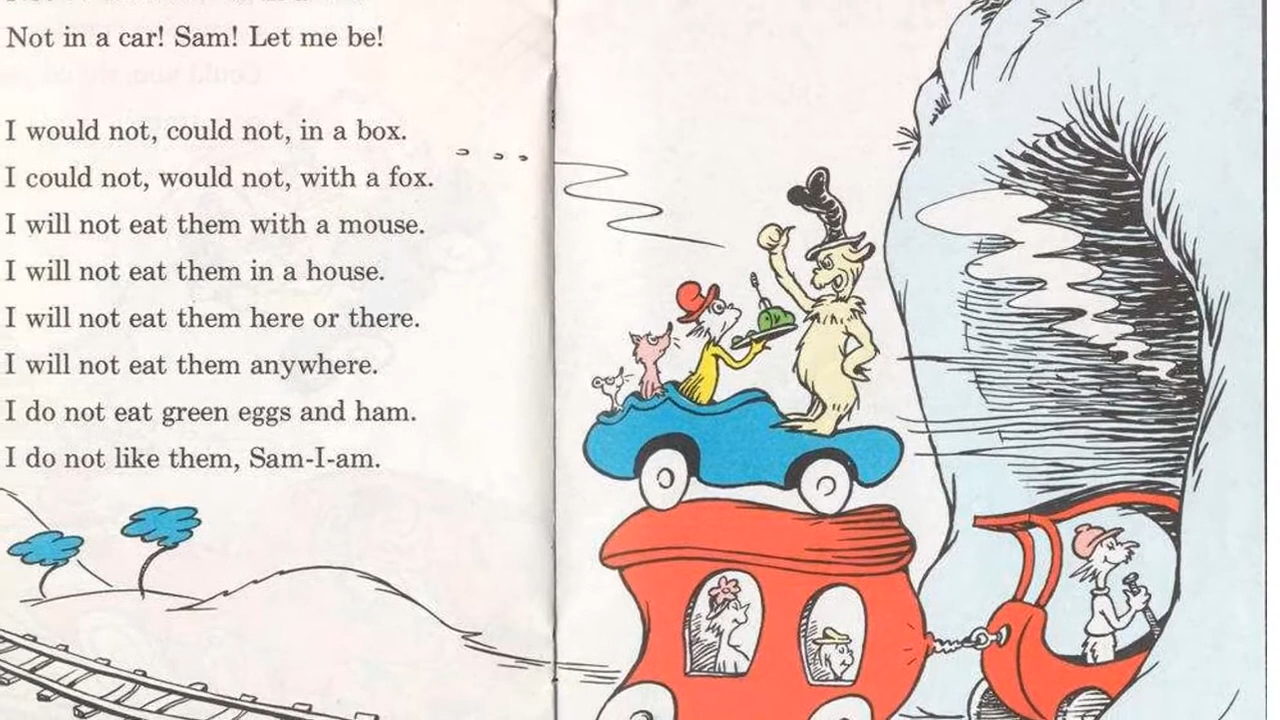 Not in a car! Sam! Let me be!
I would not, could not, in a box.
I could not, would not, with a fox.
I will not eat them with a mouse.
I will not eat them in a house.
I will not eat them here or there.
I will not eat them anywhere.
I do not eat green eggs and ham.
I do not like them, Sam-I-am.